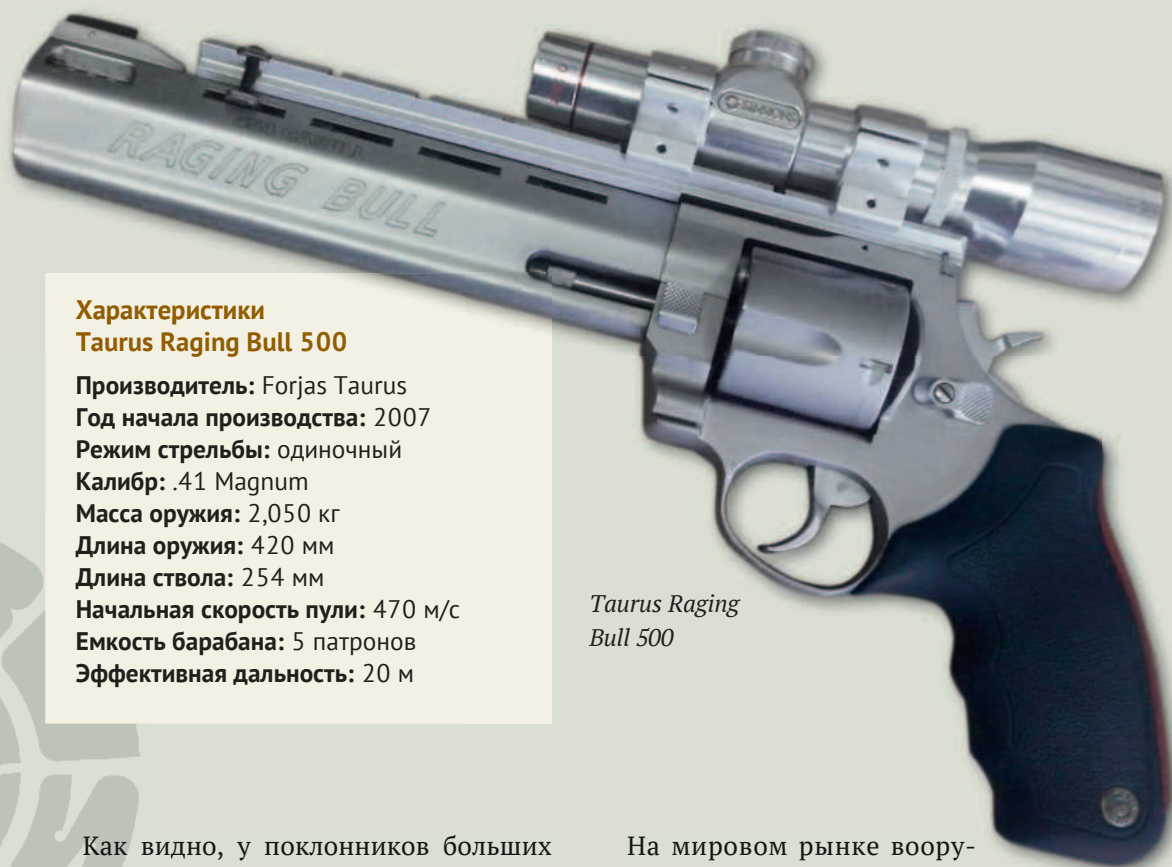 RAGING BULL
SIMMONS
Характеристики
Taurus Raging Bull 500
Производитель: Forjas Taurus
Год начала производства: 2007
Режим стрельбы: одиночный
Калибр: .41 Magnum
Масса оружия: 2,050 кг
Длина оружия: 420 мм
Длина ствола: 254 мм
Начальная скорость пули: 470 м/с
Емкость барабана: 5 патронов
Эффективная дальность: 20 м
Taurus Raging
Bull 500
Как видно, у поклонников больших
На мировом рынке воору-